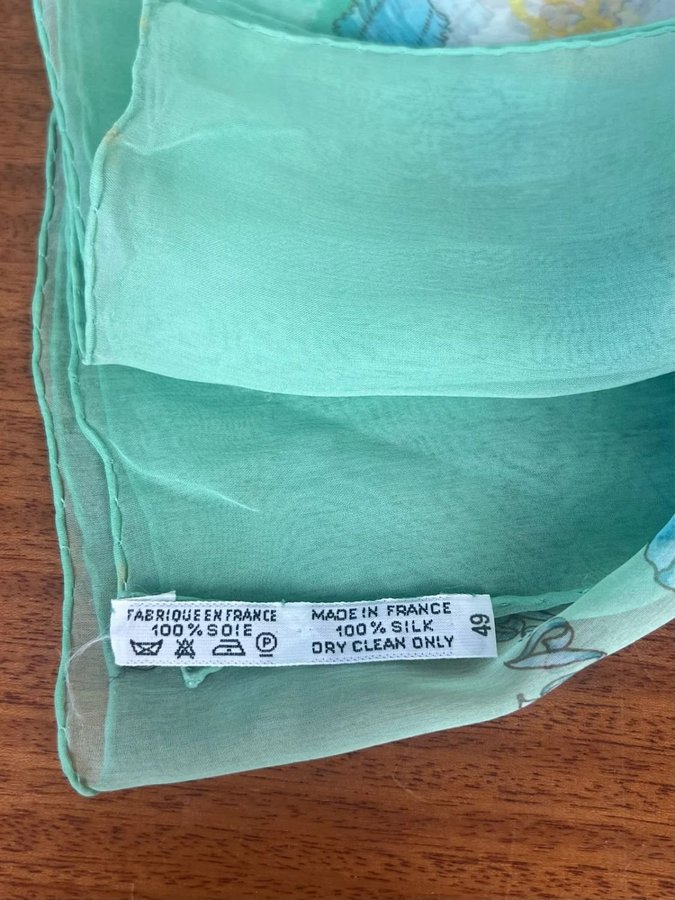 FABRIQUE EN FRANCE
100% SOIE
P
MADE IN FRANCE
100% SILK
DRY CLEAN ONLY
49